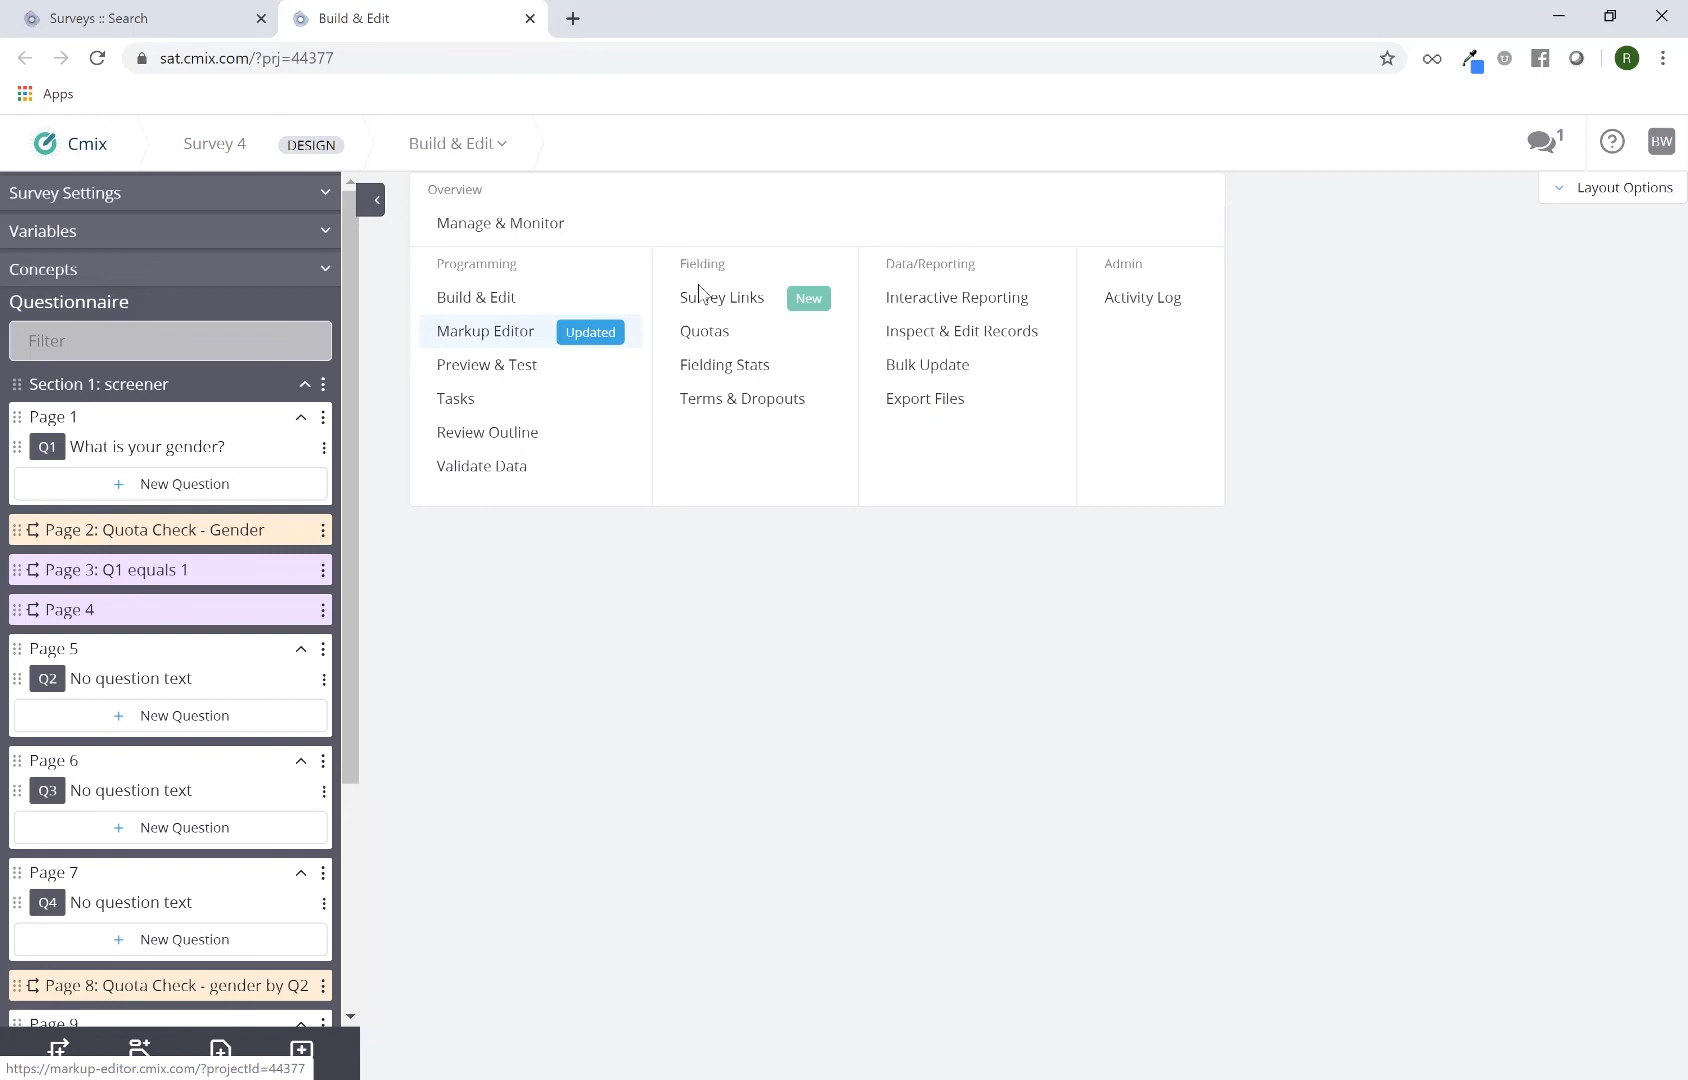 Surveys :: Search
Build & Edit
sat.cmix.com/?prj=44377
R
Apps
Cmix
Survey 4
DESIGN
Build & Edit
1
BW
Survey Settings
Variables
Concepts
Questionnaire
Filter
Section 1: screener
Page 1
Q1 What is your gender?
+ New Question
Page 2: Quota Check - Gender
Page 3: Q1 equals 1
Page 4
Page 5
Q2 No question text
+ New Question
Page 6
Q3 No question text
+ New Question
Page 7
Q4 No question text
+ New Question
Page 8: Quota Check - gender by Q2
Page 9
https://markup-editor.cmix.com/?projectId=44377
Overview
Manage & Monitor
Programming
Build & Edit
Markup Editor Updated
Preview & Test
Tasks
Review Outline
Validate Data
Fielding
Survey Links New
Quotas
Fielding Stats
Terms & Dropouts
Data/Reporting
Interactive Reporting
Inspect & Edit Records
Bulk Update
Export Files
Admin
Activity Log
Layout Options